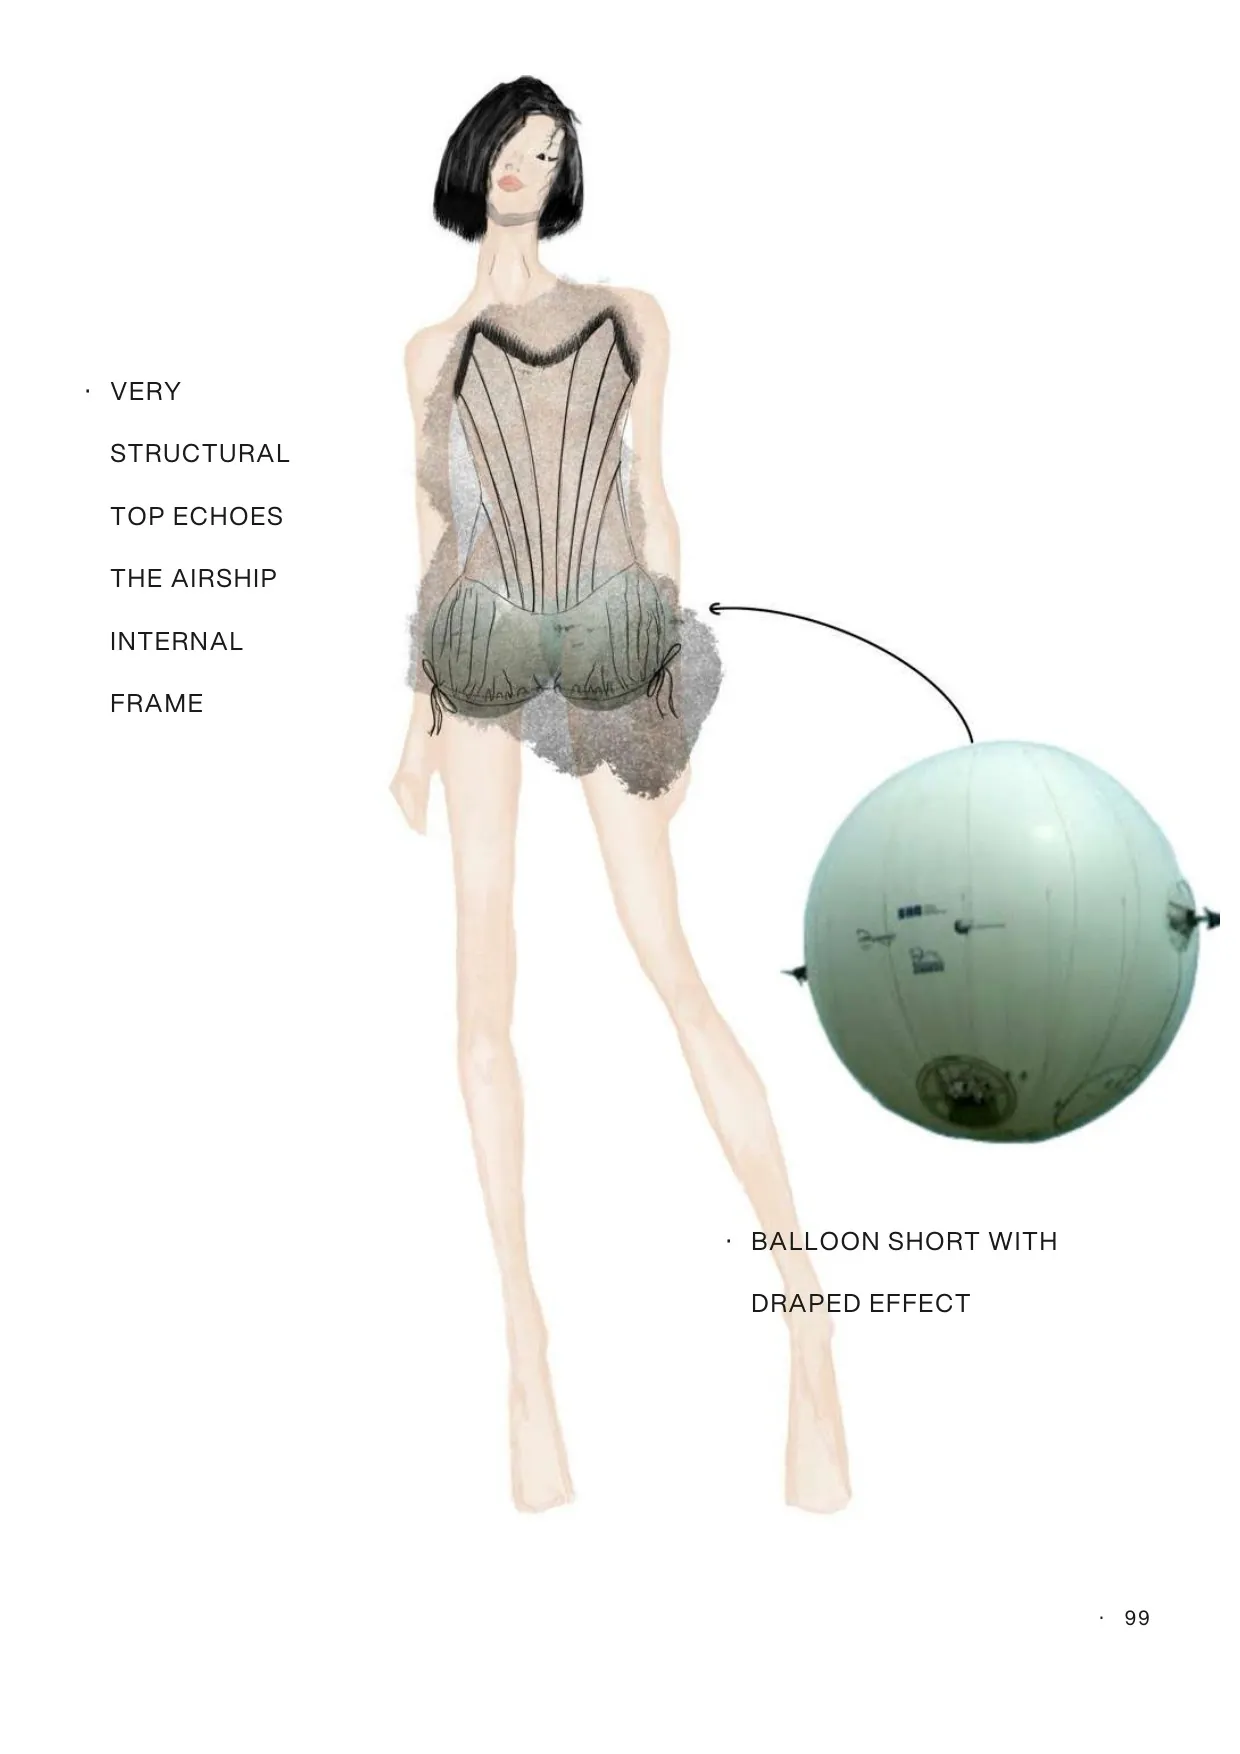 · VERY
STRUCTURAL
TOP ECHOES
THE AIRSHIP
INTERNAL
FRAME
· BALLOON SHORT WITH
DRAPED EFFECT
· 99